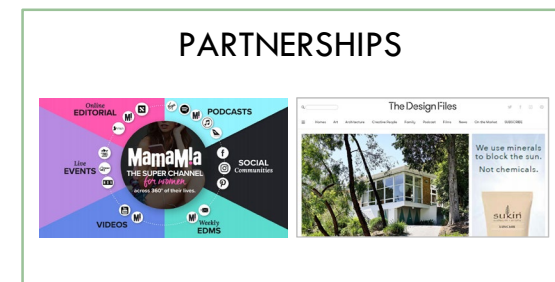 PARTNERSHIPS
Online
EDITORIAL
PODCASTS
Live
EVENTS
MamaMia
THE SUPER CHANNEL
for women
across 360° of their lives.
SOCIAL
Communities
VIDEOS
Weekly
EDMS
The Design Files
Homes Art Architecture Creative People Family Podcast Films News On the Market SUBSCRIBE
We use minerals
to block the sun.
Not chemicals.
sukin